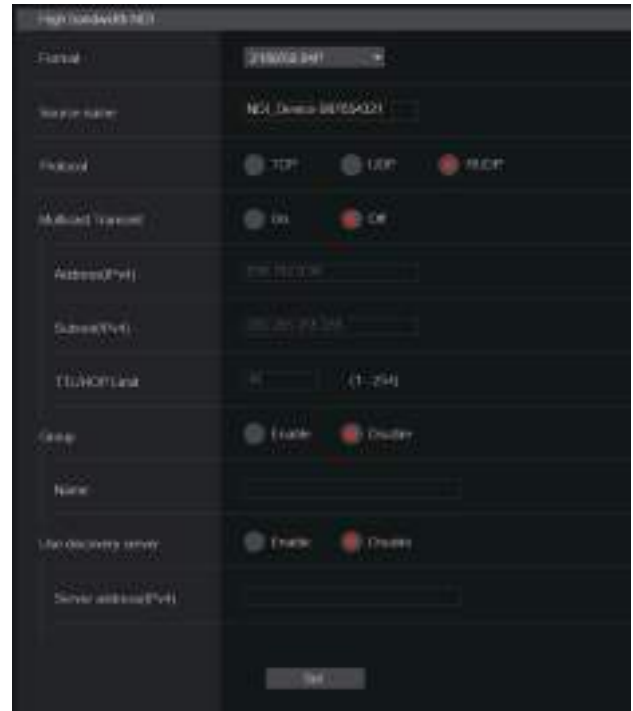 High bandwidth NDI
Format
Source name
Protocol TCP UDP RUDP
Multicast Transmit On Off
Address(IPv4)
Subnet(IPv4)
TTL/HOP Limit (1 - 254)
Group Enable Disable
Name
Use discovery server Enable Disable
Server address(IPv4)
Set